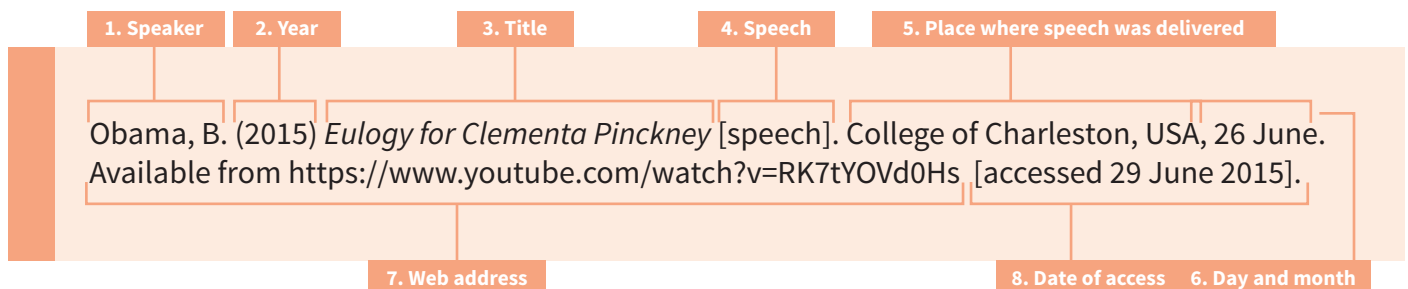 1. Speaker 2. Year 3. Title 4. Speech 5. Place where speech was delivered
Obama, B. (2015) Eulogy for Clementa Pinckney [speech]. College of Charleston, USA, 26 June.
Available from https://www.youtube.com/watch?v=RK7tYOVd0Hs [accessed 29 June 2015].
7. Web address 8. Date of access 6. Day and month